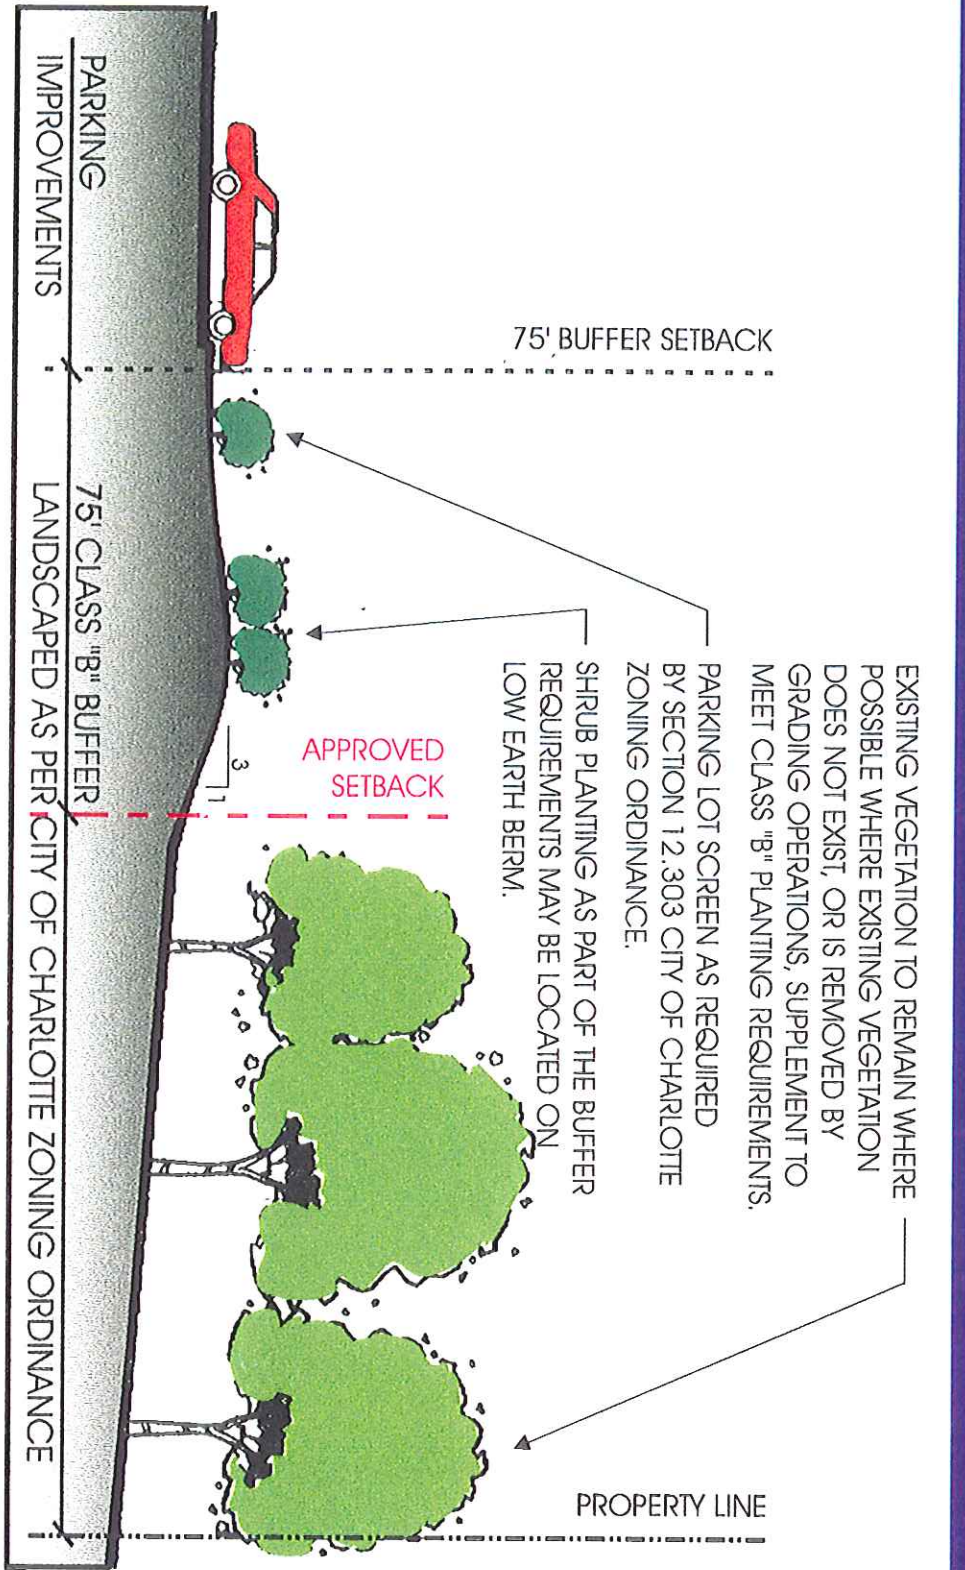 75' BUFFER SETBACK
EXISTING VEGETATION TO REMAIN WHERE
POSSIBLE WHERE EXISTING VEGETATION
DOES NOT EXIST, OR IS REMOVED BY
GRADING OPERATIONS, SUPPLEMENT TO
MEET CLASS "B" PLANTING REQUIREMENTS.
PARKING LOT SCREEN AS REQUIRED
BY SECTION 12.303 CITY OF CHARLOTTE
ZONING ORDINANCE.
SHRUB PLANTING AS PART OF THE BUFFER
REQUIREMENTS MAY BE LOCATED ON
LOW EARTH BERM.
APPROVED
SETBACK
3
1
PROPERTY LINE
PARKING
IMPROVEMENTS
75' CLASS "B" BUFFER
LANDSCAPED AS PER CITY OF CHARLOTTE ZONING ORDINANCE